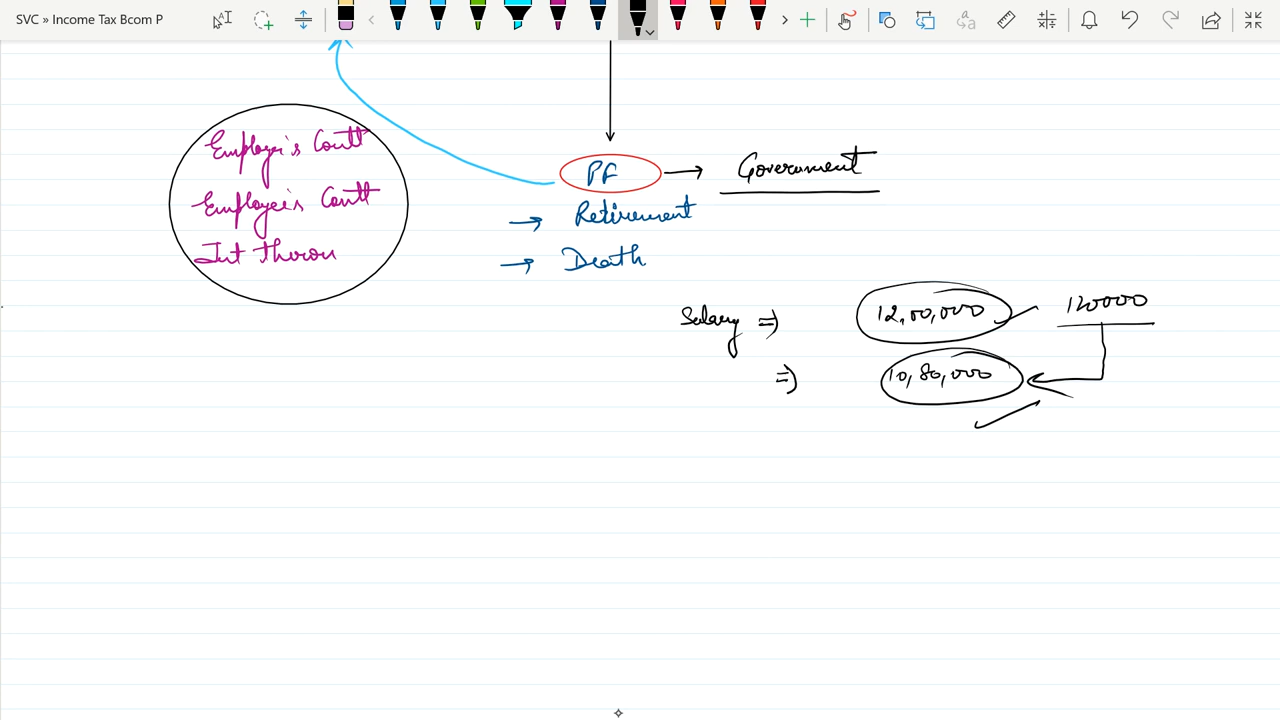 SVC » Income Tax Bcom P
Employer's Contt
Employee's Contt
Int thereon
PF → Government
→ Retirement
→ Death
Salary ⇒ 12,00,000 - 120000
⇒ 10,80,000